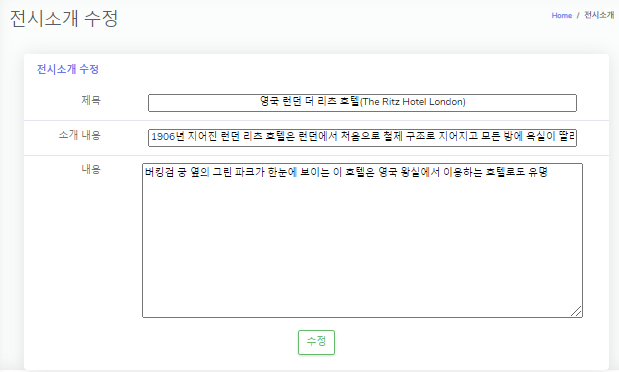 전시소개 수정
Home / 전시소개
전시소개 수정
제목
영국 런던 더 리츠 호텔(The Ritz Hotel London)
소개 내용
1906년 지어진 런던 리츠 호텔은 런던에서 처음으로 철제 구조로 지어지고 모든 방에 욕실이
내용
버킹검 궁 옆의 그린 파크가 한눈에 보이는 이 호텔은 영국 왕실에서 이용하는 호텔로도 유명
수정